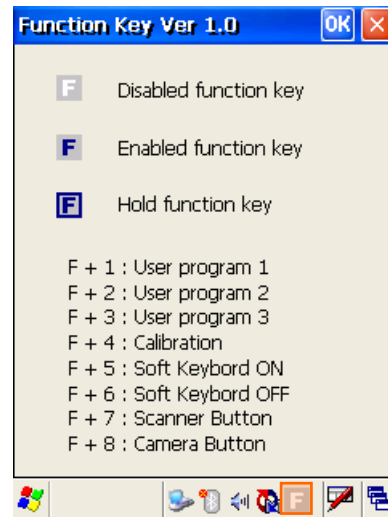 Function Key Ver 1.0 OK
F Disabled function key
F Enabled function key
F Hold function key
F + 1 : User program 1
F + 2 : User program 2
F + 3 : User program 3
F + 4 : Calibration
F + 5 : Soft Keybord ON
F + 6 : Soft Keybord OFF
F + 7 : Scanner Button
F + 8 : Camera Button
F